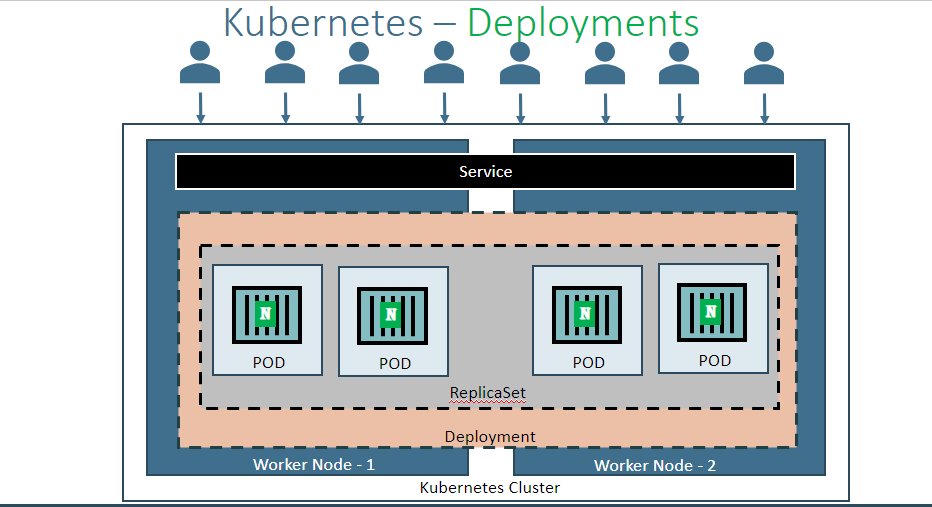 Kubernetes – Deployments
Service
N
N
N
N
POD
POD
POD
POD
ReplicaSet
Deployment
Worker Node - 1
Worker Node - 2
Kubernetes Cluster